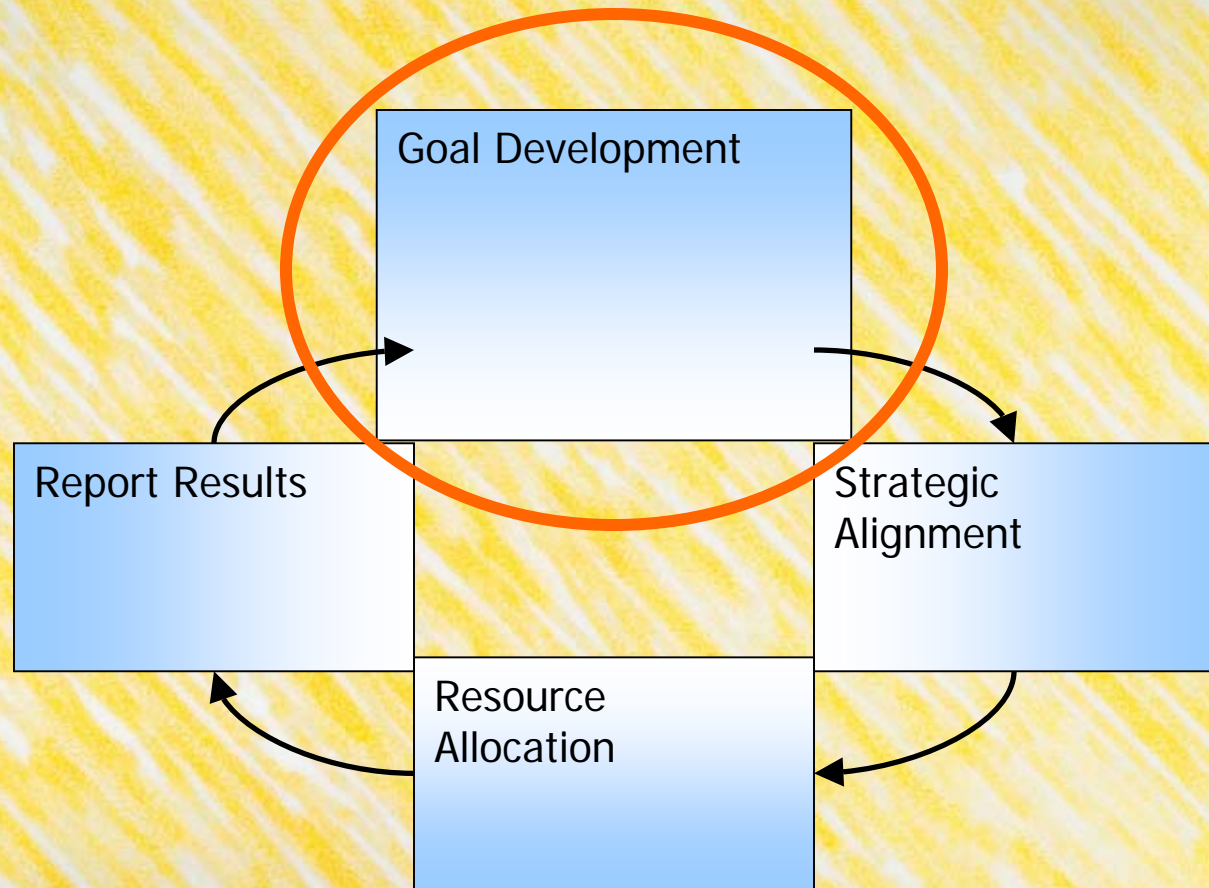 Goal Development
Report Results
Strategic
Alignment
Resource
Allocation